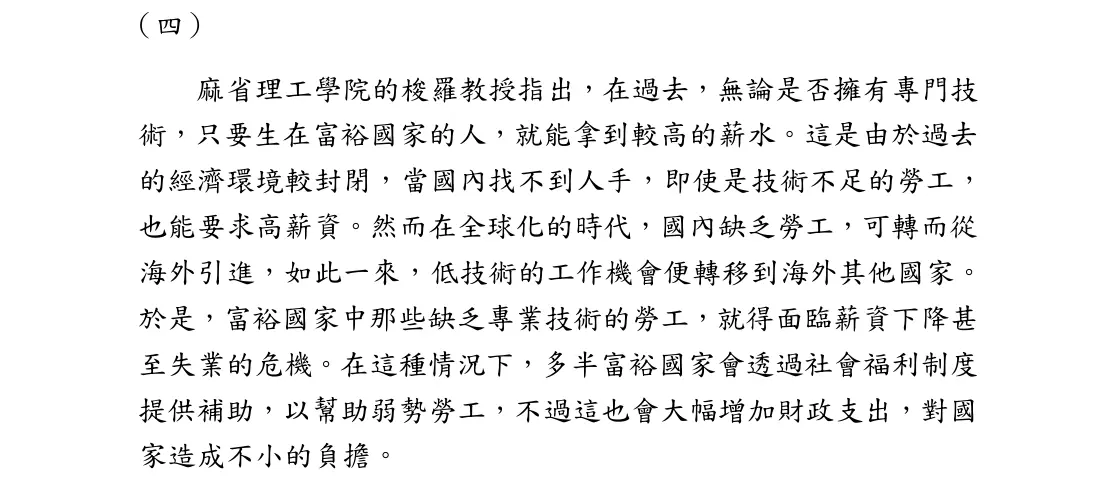 （四）
麻省理工學院的梭羅教授指出，在過去，無論是否擁有專門技
術，只要生在富裕國家的人，就能拿到較高的薪水。這是由於過去
的經濟環境較封閉，當國內找不到人手，即使是技術不足的勞工，
也能要求高薪資。然而在全球化的時代，國內缺乏勞工，可轉而從
海外引進，如此一來，低技術的工作機會便轉移到海外其他國家。
於是，富裕國家中那些缺乏專業技術的勞工，就得面臨薪資下降甚
至失業的危機。在這種情況下，多半富裕國家會透過社會福利制度
提供補助，以幫助弱勢勞工，不過這也會大幅增加財政支出，對國
家造成不小的負擔。